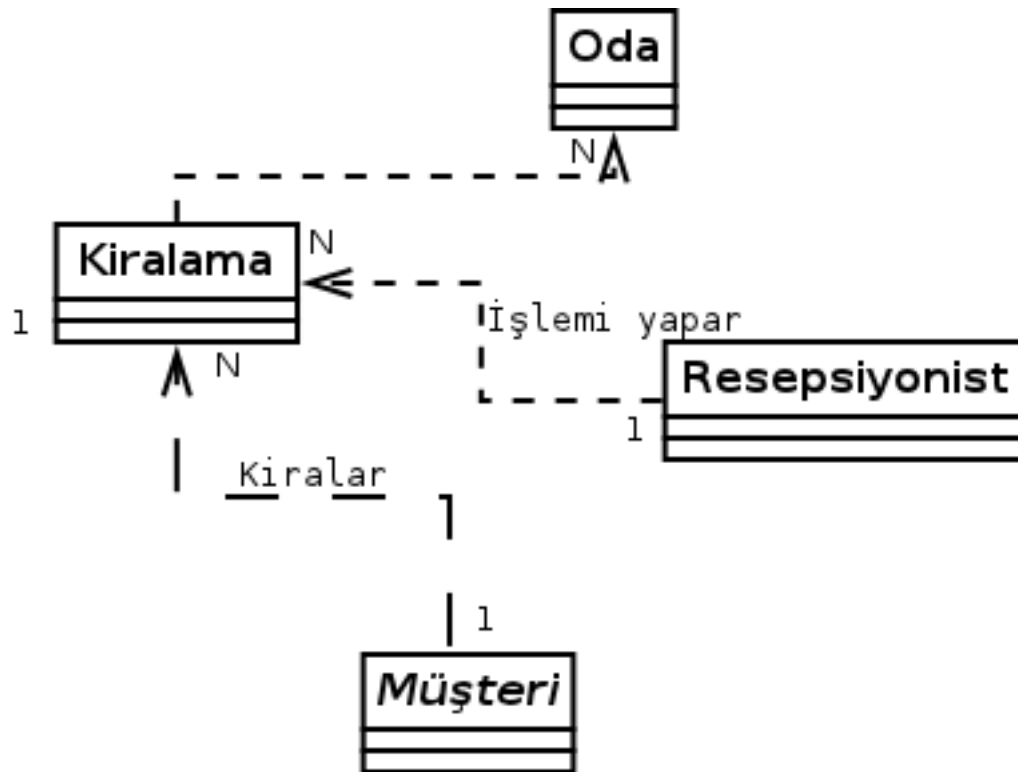 Oda
N
Kiralama
N
İşlemi yapar
1
N
Resepsiyonist
1
Kiralar
1
Müşteri